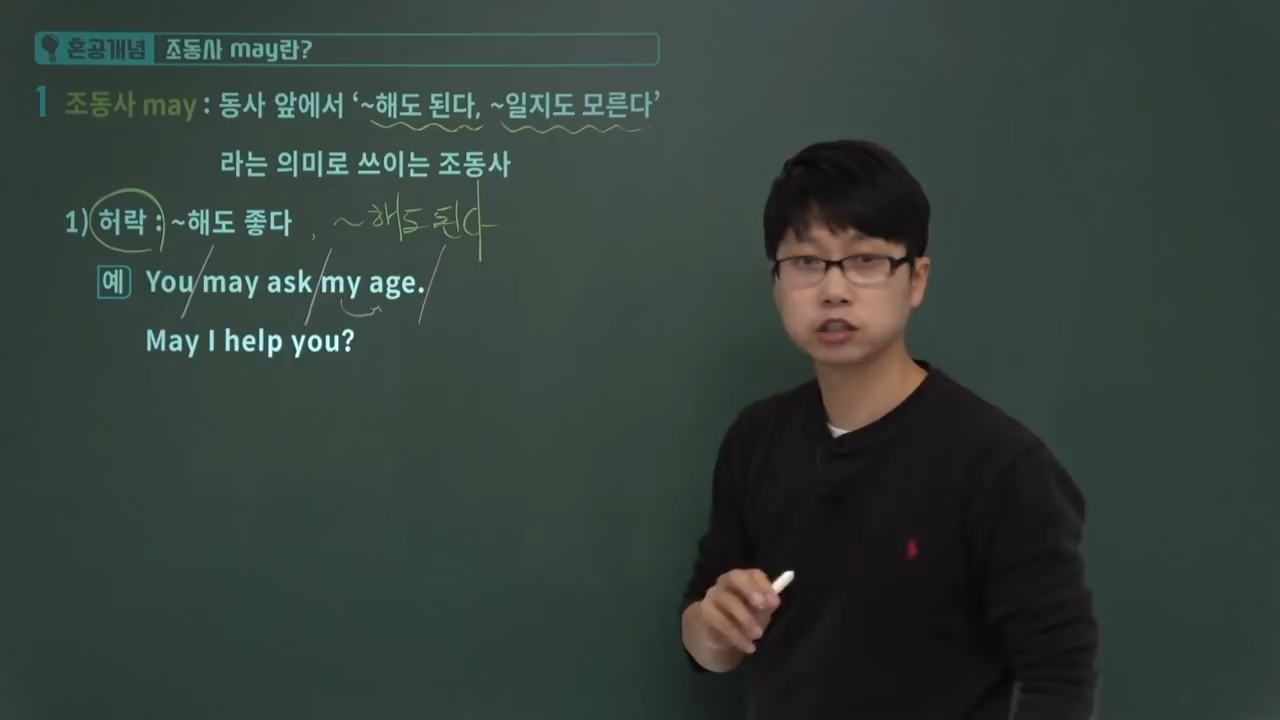 혼공개념 조동사 may란?
1 조동사 may : 동사 앞에서 ‘~해도 된다, ~일지도 모른다’
라는 의미로 쓰이는 조동사
1) 허락 : ~해도 좋다 , ~해도 된다
예 You may ask my age.
May I help you?